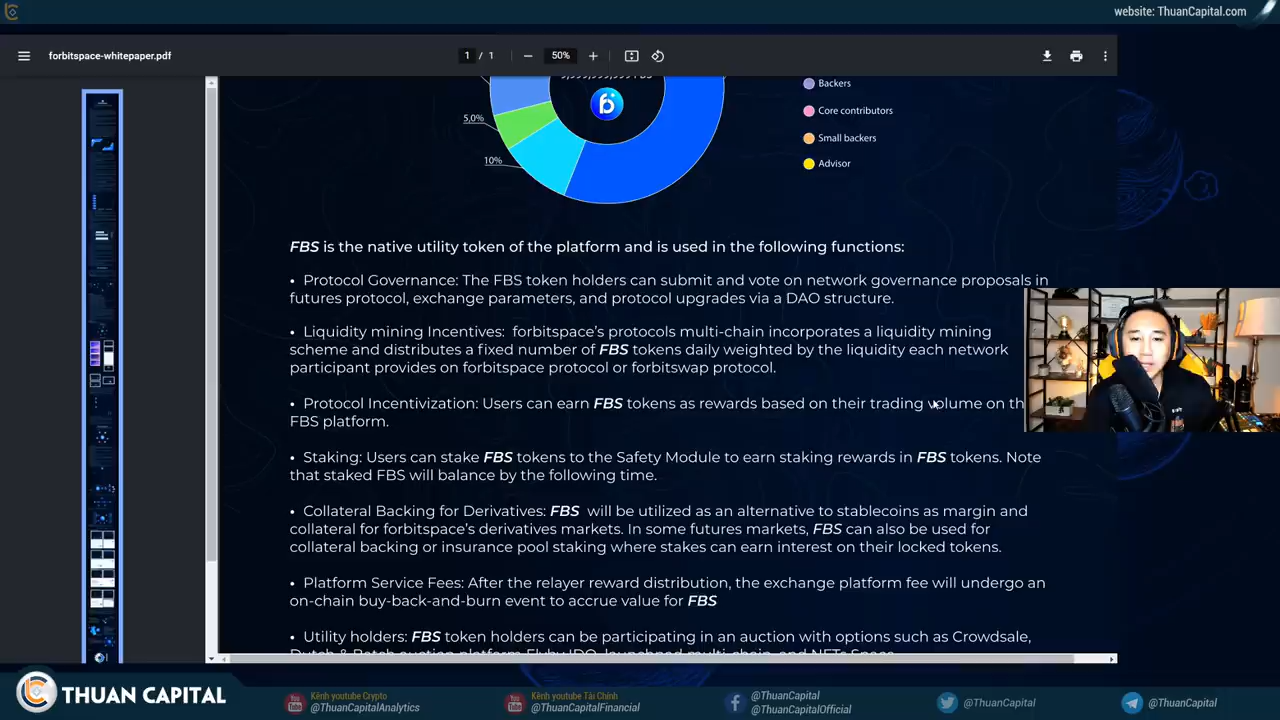 website: ThuanCapital.com
forbitspace-whitepaper.pdf
1 / 1
50%
Backers
5,0%
Core contributors
Small backers
10%
Advisor
FBS is the native utility token of the platform and is used in the following functions:
• Protocol Governance: The FBS token holders can submit and vote on network governance proposals in
futures protocol, exchange parameters, and protocol upgrades via a DAO structure.
• Liquidity mining Incentives: forbitspace's protocols multi-chain incorporates a liquidity mining
scheme and distributes a fixed number of FBS tokens daily weighted by the liquidity each network
participant provides on forbitspace protocol or forbitswap protocol.
• Protocol Incentivization: Users can earn FBS tokens as rewards based on their trading volume on th
FBS platform.
• Staking: Users can stake FBS tokens to the Safety Module to earn staking rewards in FBS tokens. Note
that staked FBS will balance by the following time.
• Collateral Backing for Derivatives: FBS will be utilized as an alternative to stablecoins as margin and
collateral for forbitspace's derivatives markets. In some futures markets, FBS can also be used for
collateral backing or insurance pool staking where stakes can earn interest on their locked tokens.
• Platform Service Fees: After the relayer reward distribution, the exchange platform fee will undergo an
on-chain buy-back-and-burn event to accrue value for FBS
• Utility holders: FBS token holders can be participating in an auction with options such as Crowdsale,
THUAN CAPITAL
Kênh youtube Crypto
@ThuanCapitalAnalytics
Kênh youtube Tài Chính
@ThuanCapitalFinancial
@ThuanCapital
@ThuanCapitalOfficial
@ThuanCapital
@ThuanCapital